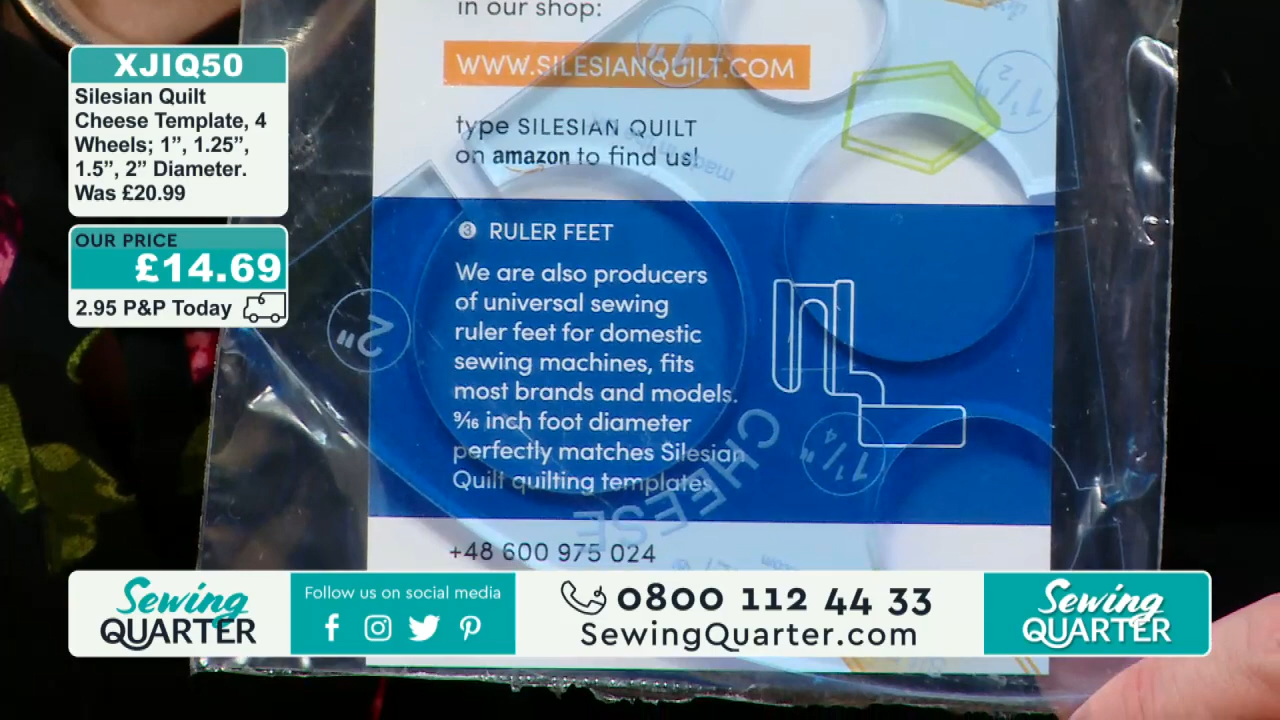 XJIQ50
Silesian Quilt
Cheese Template, 4
Wheels; 1”, 1.25”,
1.5”, 2” Diameter.
Was £20.99
OUR PRICE
£14.69
2.95 P&P Today
in our shop:
WWW.SILESIANQUILT.COM
type SILESIAN QUILT
on amazon to find us!
made in the
1"
1 1/2"
3 RULER FEET
We are also producers
of universal sewing
ruler feet for domestic
sewing machines, fits
most brands and models.
9/16 inch foot diameter
perfectly matches Silesian
Quilt quilting templates.
2"
1 1/4"
CHEESE
+48 600 975 024
Sewing
QUARTER
Follow us on social media
0800 112 44 33
SewingQuarter.com
Sewing
QUARTER